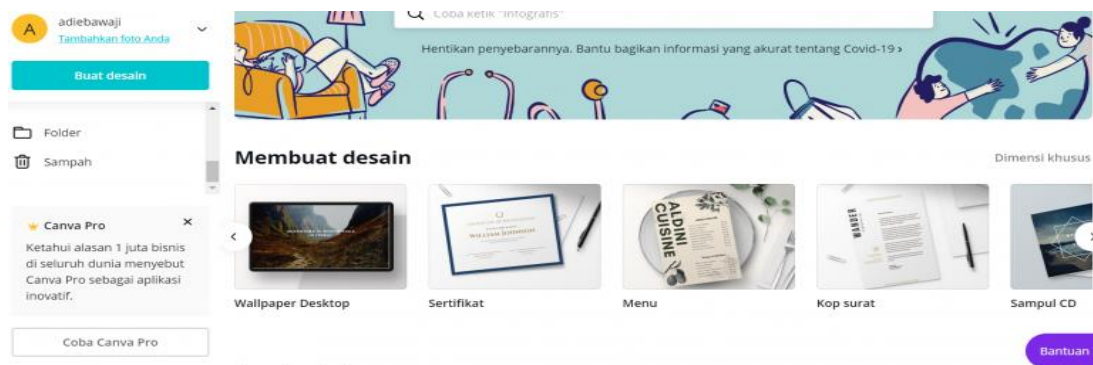 A
adiebawaji
Tambahkan foto Anda
Buat desain
Folder
Sampah
Canva Pro
Ketahui alasan 1 juta bisnis
di seluruh dunia menyebut
Canva Pro sebagai aplikasi
inovatif.
Coba Canva Pro
Coba ketik "Infografis"
Hentikan penyebarannya. Bantu bagikan informasi yang akurat tentang Covid-19 ›
Membuat desain
Dimensi khusus
ALDINI
CUISINE
WANDER
Wallpaper Desktop
Sertifikat
Menu
Kop surat
Sampul CD
Bantuan